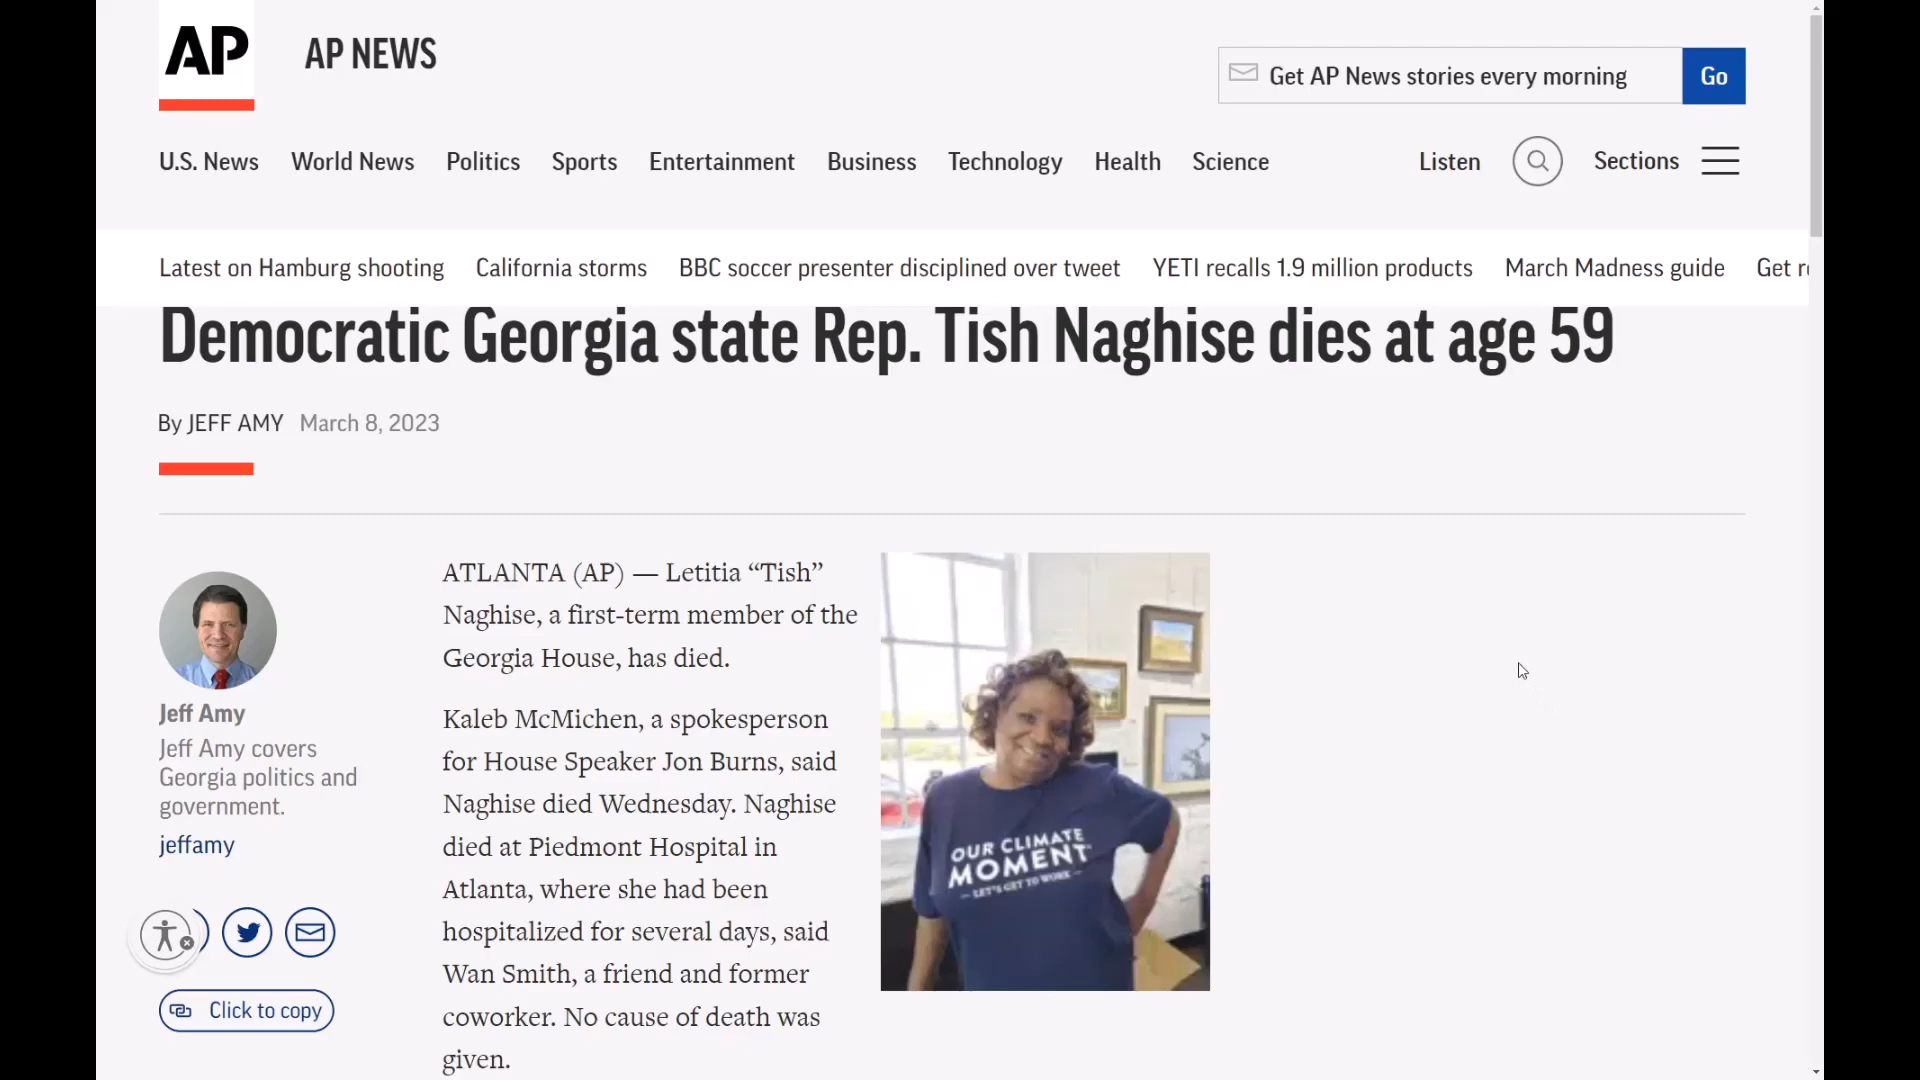 AP
AP NEWS
Get AP News stories every morning
Go
U.S. News
World News
Politics
Sports
Entertainment
Business
Technology
Health
Science
Listen
Sections
Latest on Hamburg shooting
California storms
BBC soccer presenter disciplined over tweet
YETI recalls 1.9 million products
March Madness guide
Get
Democratic Georgia state Rep. Tish Naghise dies at age 59
By JEFF AMY March 8, 2023
Jeff Amy
Jeff Amy covers
Georgia politics and
government.
jeffamy
Click to copy
ATLANTA (AP) — Letitia “Tish”
Naghise, a first-term member of the
Georgia House, has died.
Kaleb McMichen, a spokesperson
for House Speaker Jon Burns, said
Naghise died Wednesday. Naghise
died at Piedmont Hospital in
Atlanta, where she had been
hospitalized for several days, said
Wan Smith, a friend and former
coworker. No cause of death was
given.
OUR CLIMATE
MOMENT
— LET'S GET TO WORK —